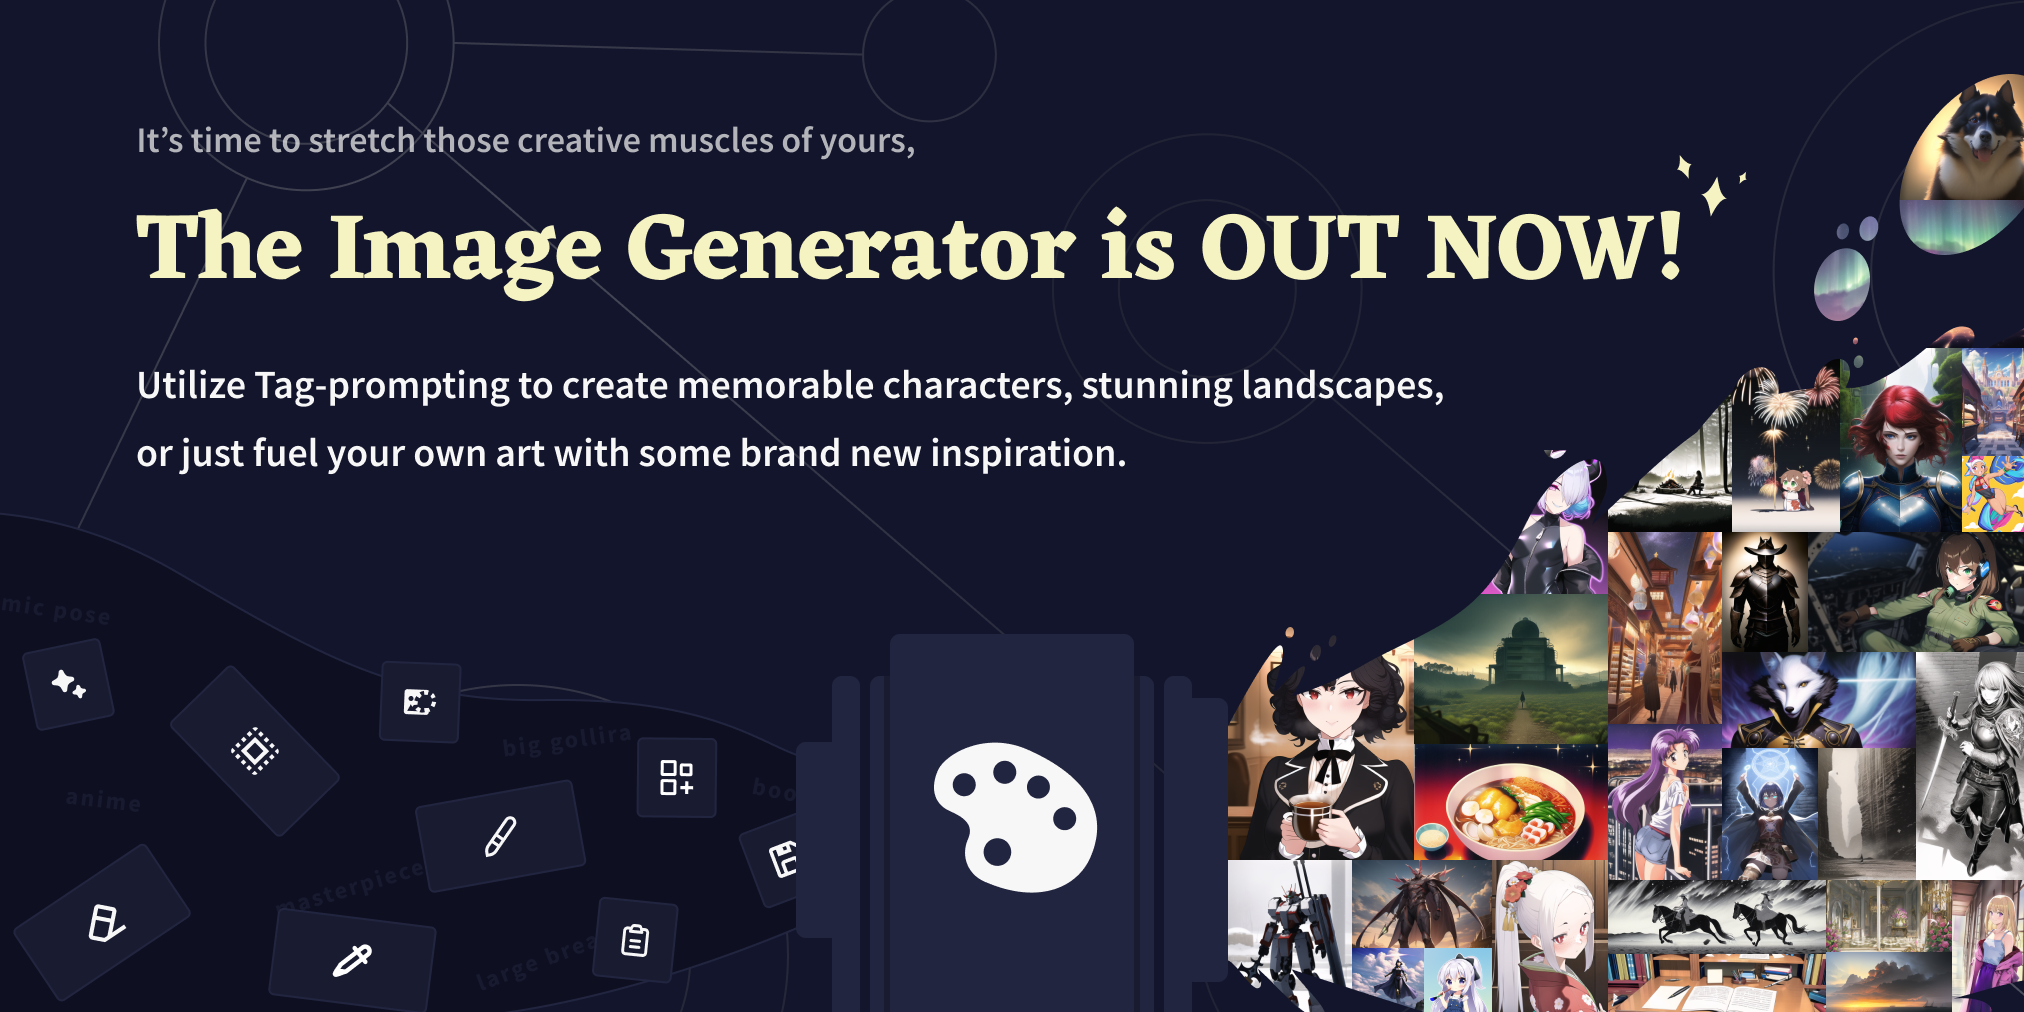 It’s time to stretch those creative muscles of yours,
The Image Generator is OUT NOW!
Utilize Tag-prompting to create memorable characters, stunning landscapes,
or just fuel your own art with some brand new inspiration.
mic pose
big gollira
boo
anime
masterpiece
large brea